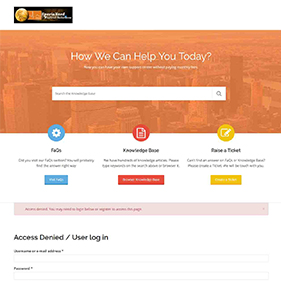 Sports Card
How We Can Help You Today?
Search the knowledge base
FaQs
Knowledge Base
Raise a Ticket
Did you visit our FaQs section? You will probably
find the answer right way.
We have hundreds of knowledge articles. Please
type keywords on the search above or browse it.
Can't find an answer on FaQs or Knowledge Base?
Please create a Ticket. We will be touch with you.
Visit FAQs
Browse Knowledge Base
Create a Ticket
Access denied. You may need to login below or register to access this page.
Access Denied / User log in
Username or e-mail address *
Password *